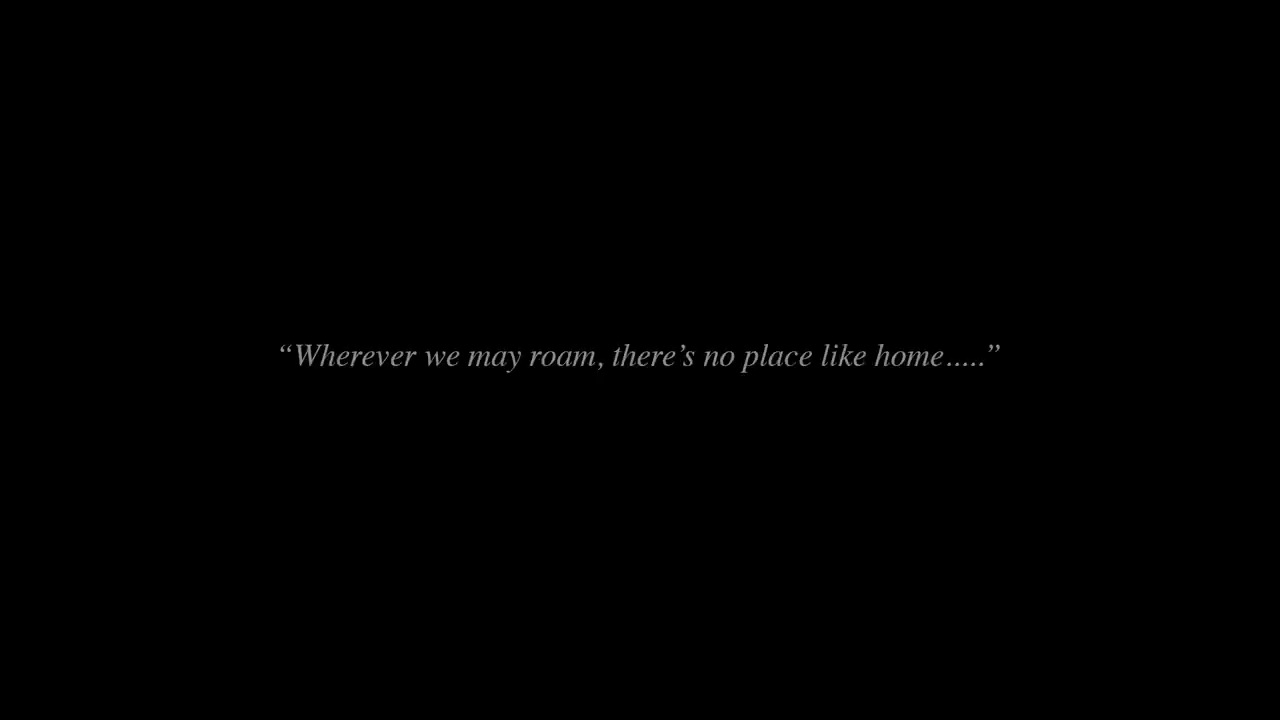 “Wherever we may roam, there’s no place like home.....”